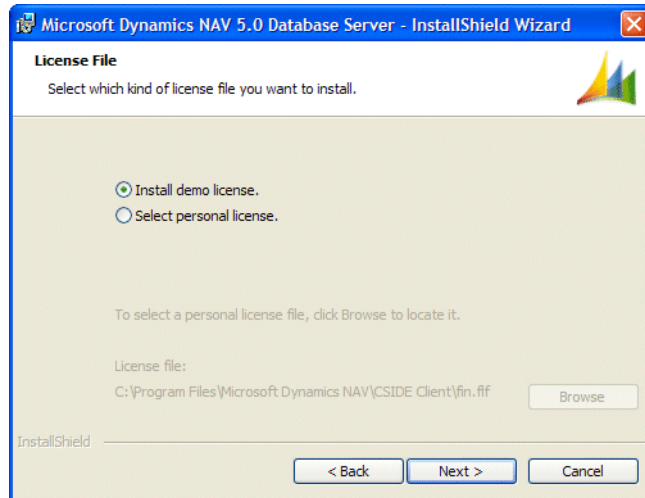 Microsoft Dynamics NAV 5.0 Database Server - InstallShield Wizard
License File
Select which kind of license file you want to install.
Install demo license.
Select personal license.
To select a personal license file, click Browse to locate it.
License file:
C:\Program Files\Microsoft Dynamics NAV\CSIDE Client\fin.flf
Browse
InstallShield
< Back
Next >
Cancel